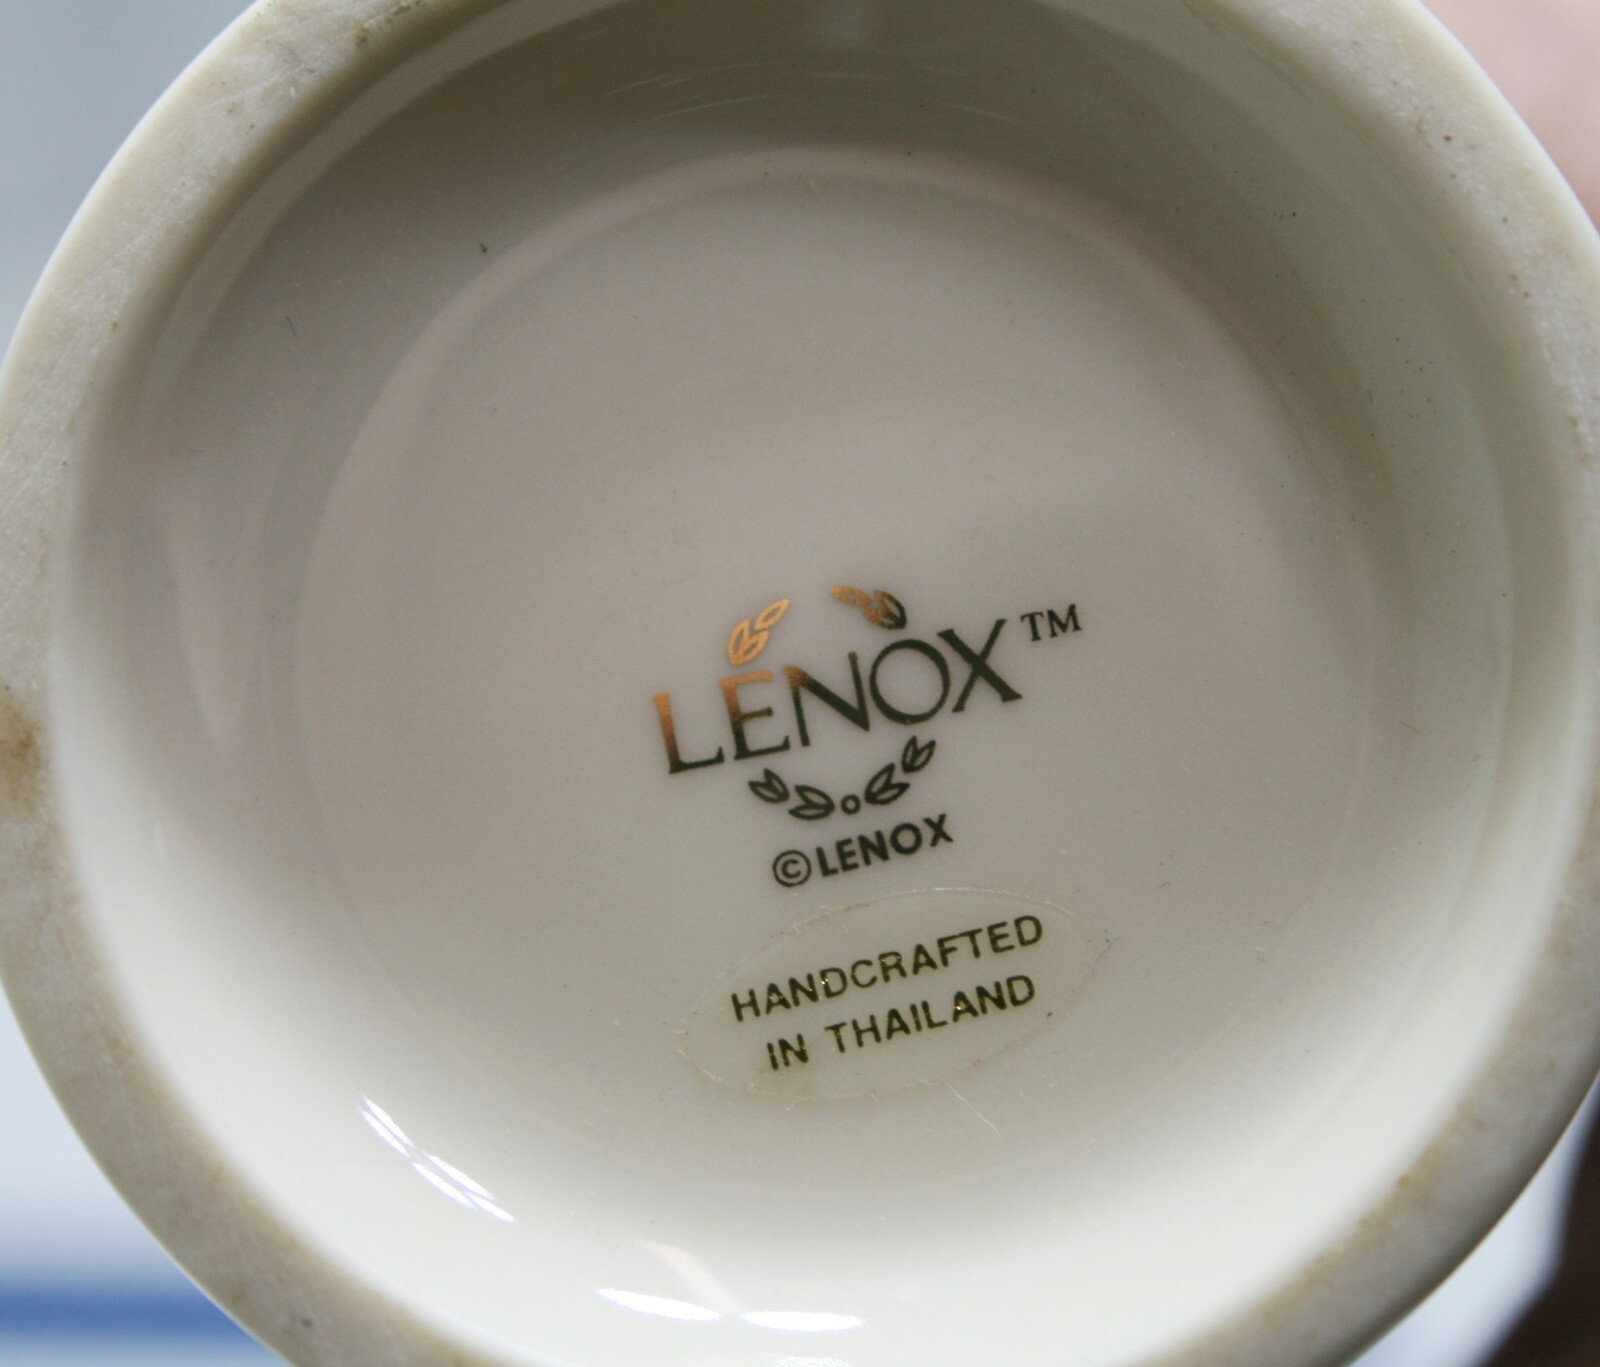 LENOX™
©LENOX
HANDCRAFTED
IN THAILAND